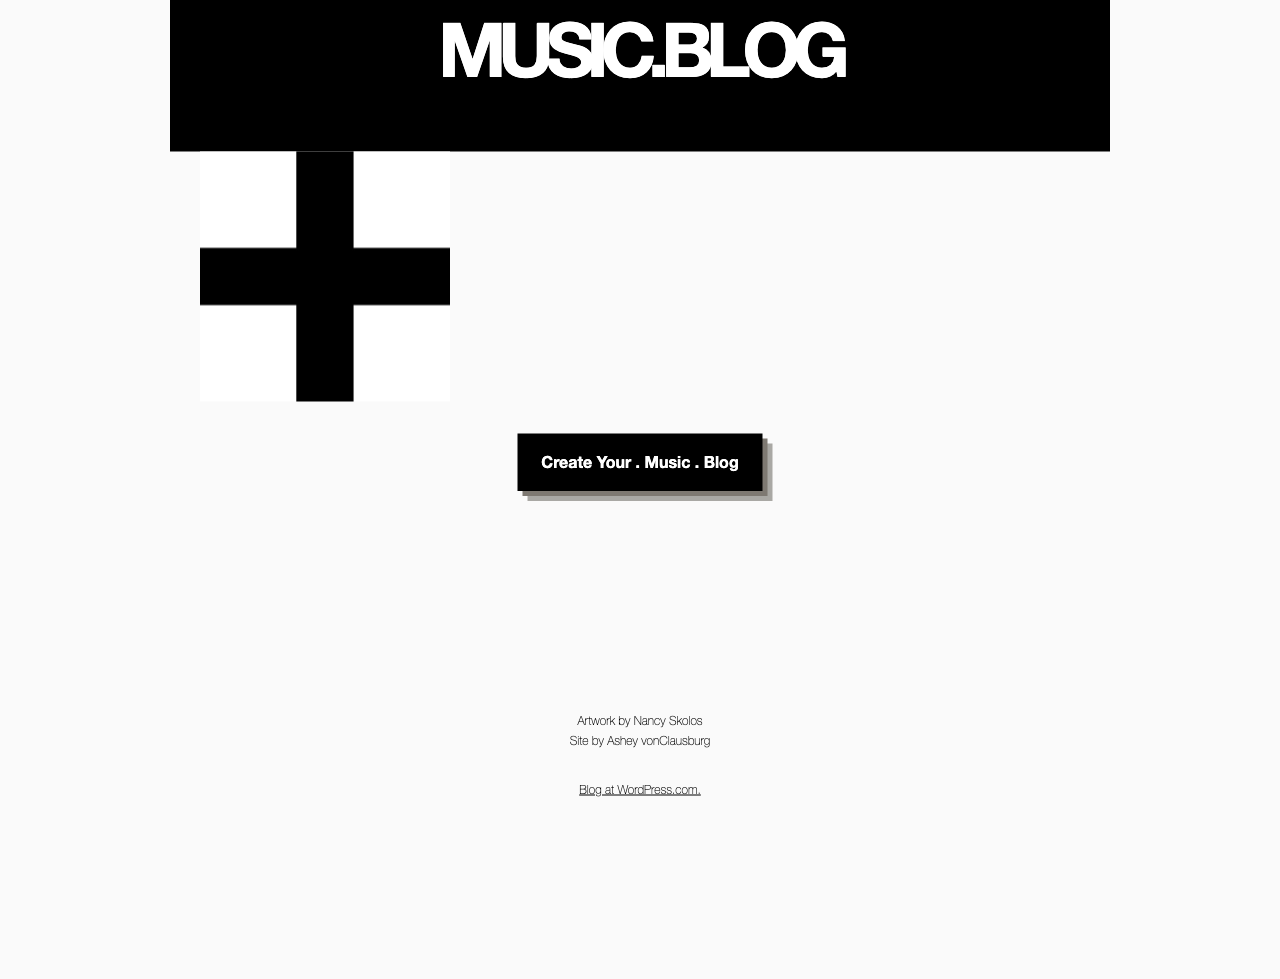 MUSIC.BLOG
Create Your . Music . Blog
Artwork by Nancy Skolos
Site by Ashey vonClausburg
Blog at WordPress.com.